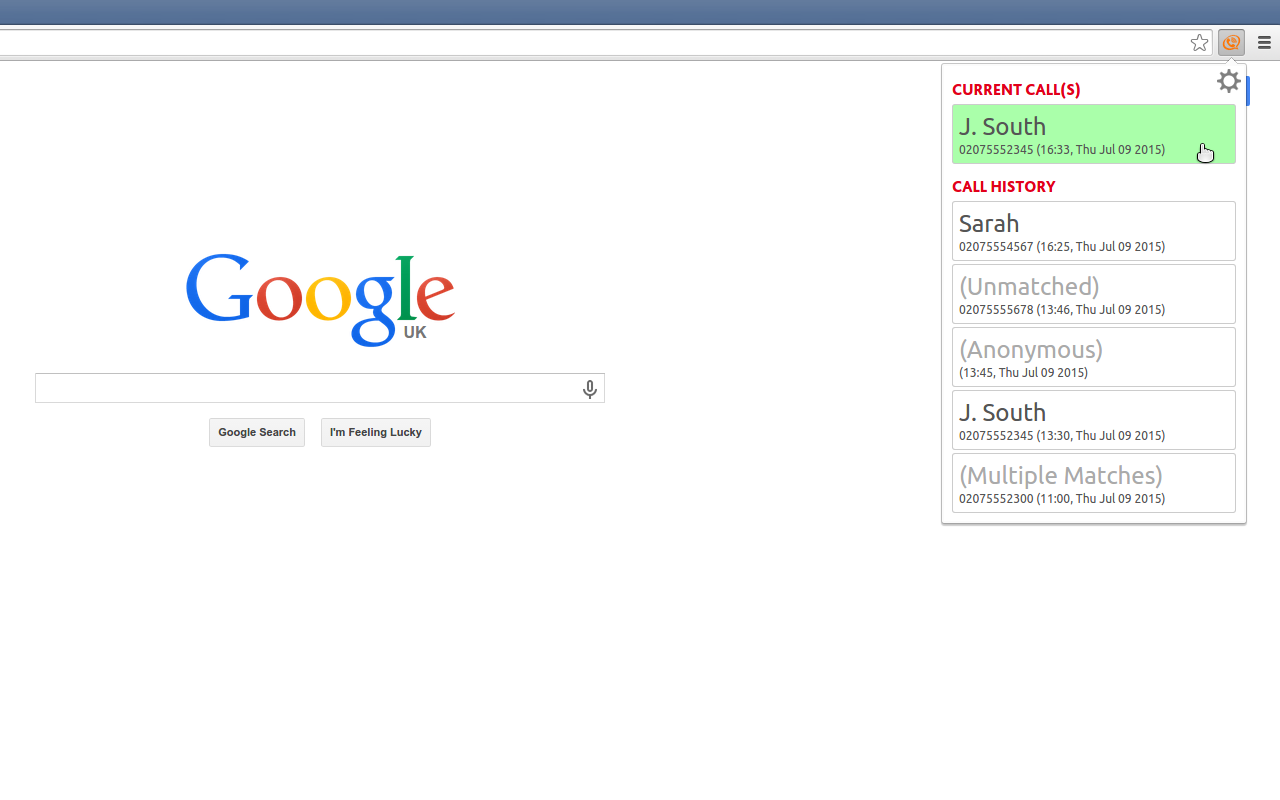 CURRENT CALL(S)
J. South
02075552345 (16:33, Thu Jul 09 2015)
CALL HISTORY
Sarah
02075554567 (16:25, Thu Jul 09 2015)
(Unmatched)
02075555678 (13:46, Thu Jul 09 2015)
(Anonymous)
(13:45, Thu Jul 09 2015)
J. South
02075552345 (13:30, Thu Jul 09 2015)
(Multiple Matches)
02075552300 (11:00, Thu Jul 09 2015)
Google
UK
Google Search
I'm Feeling Lucky